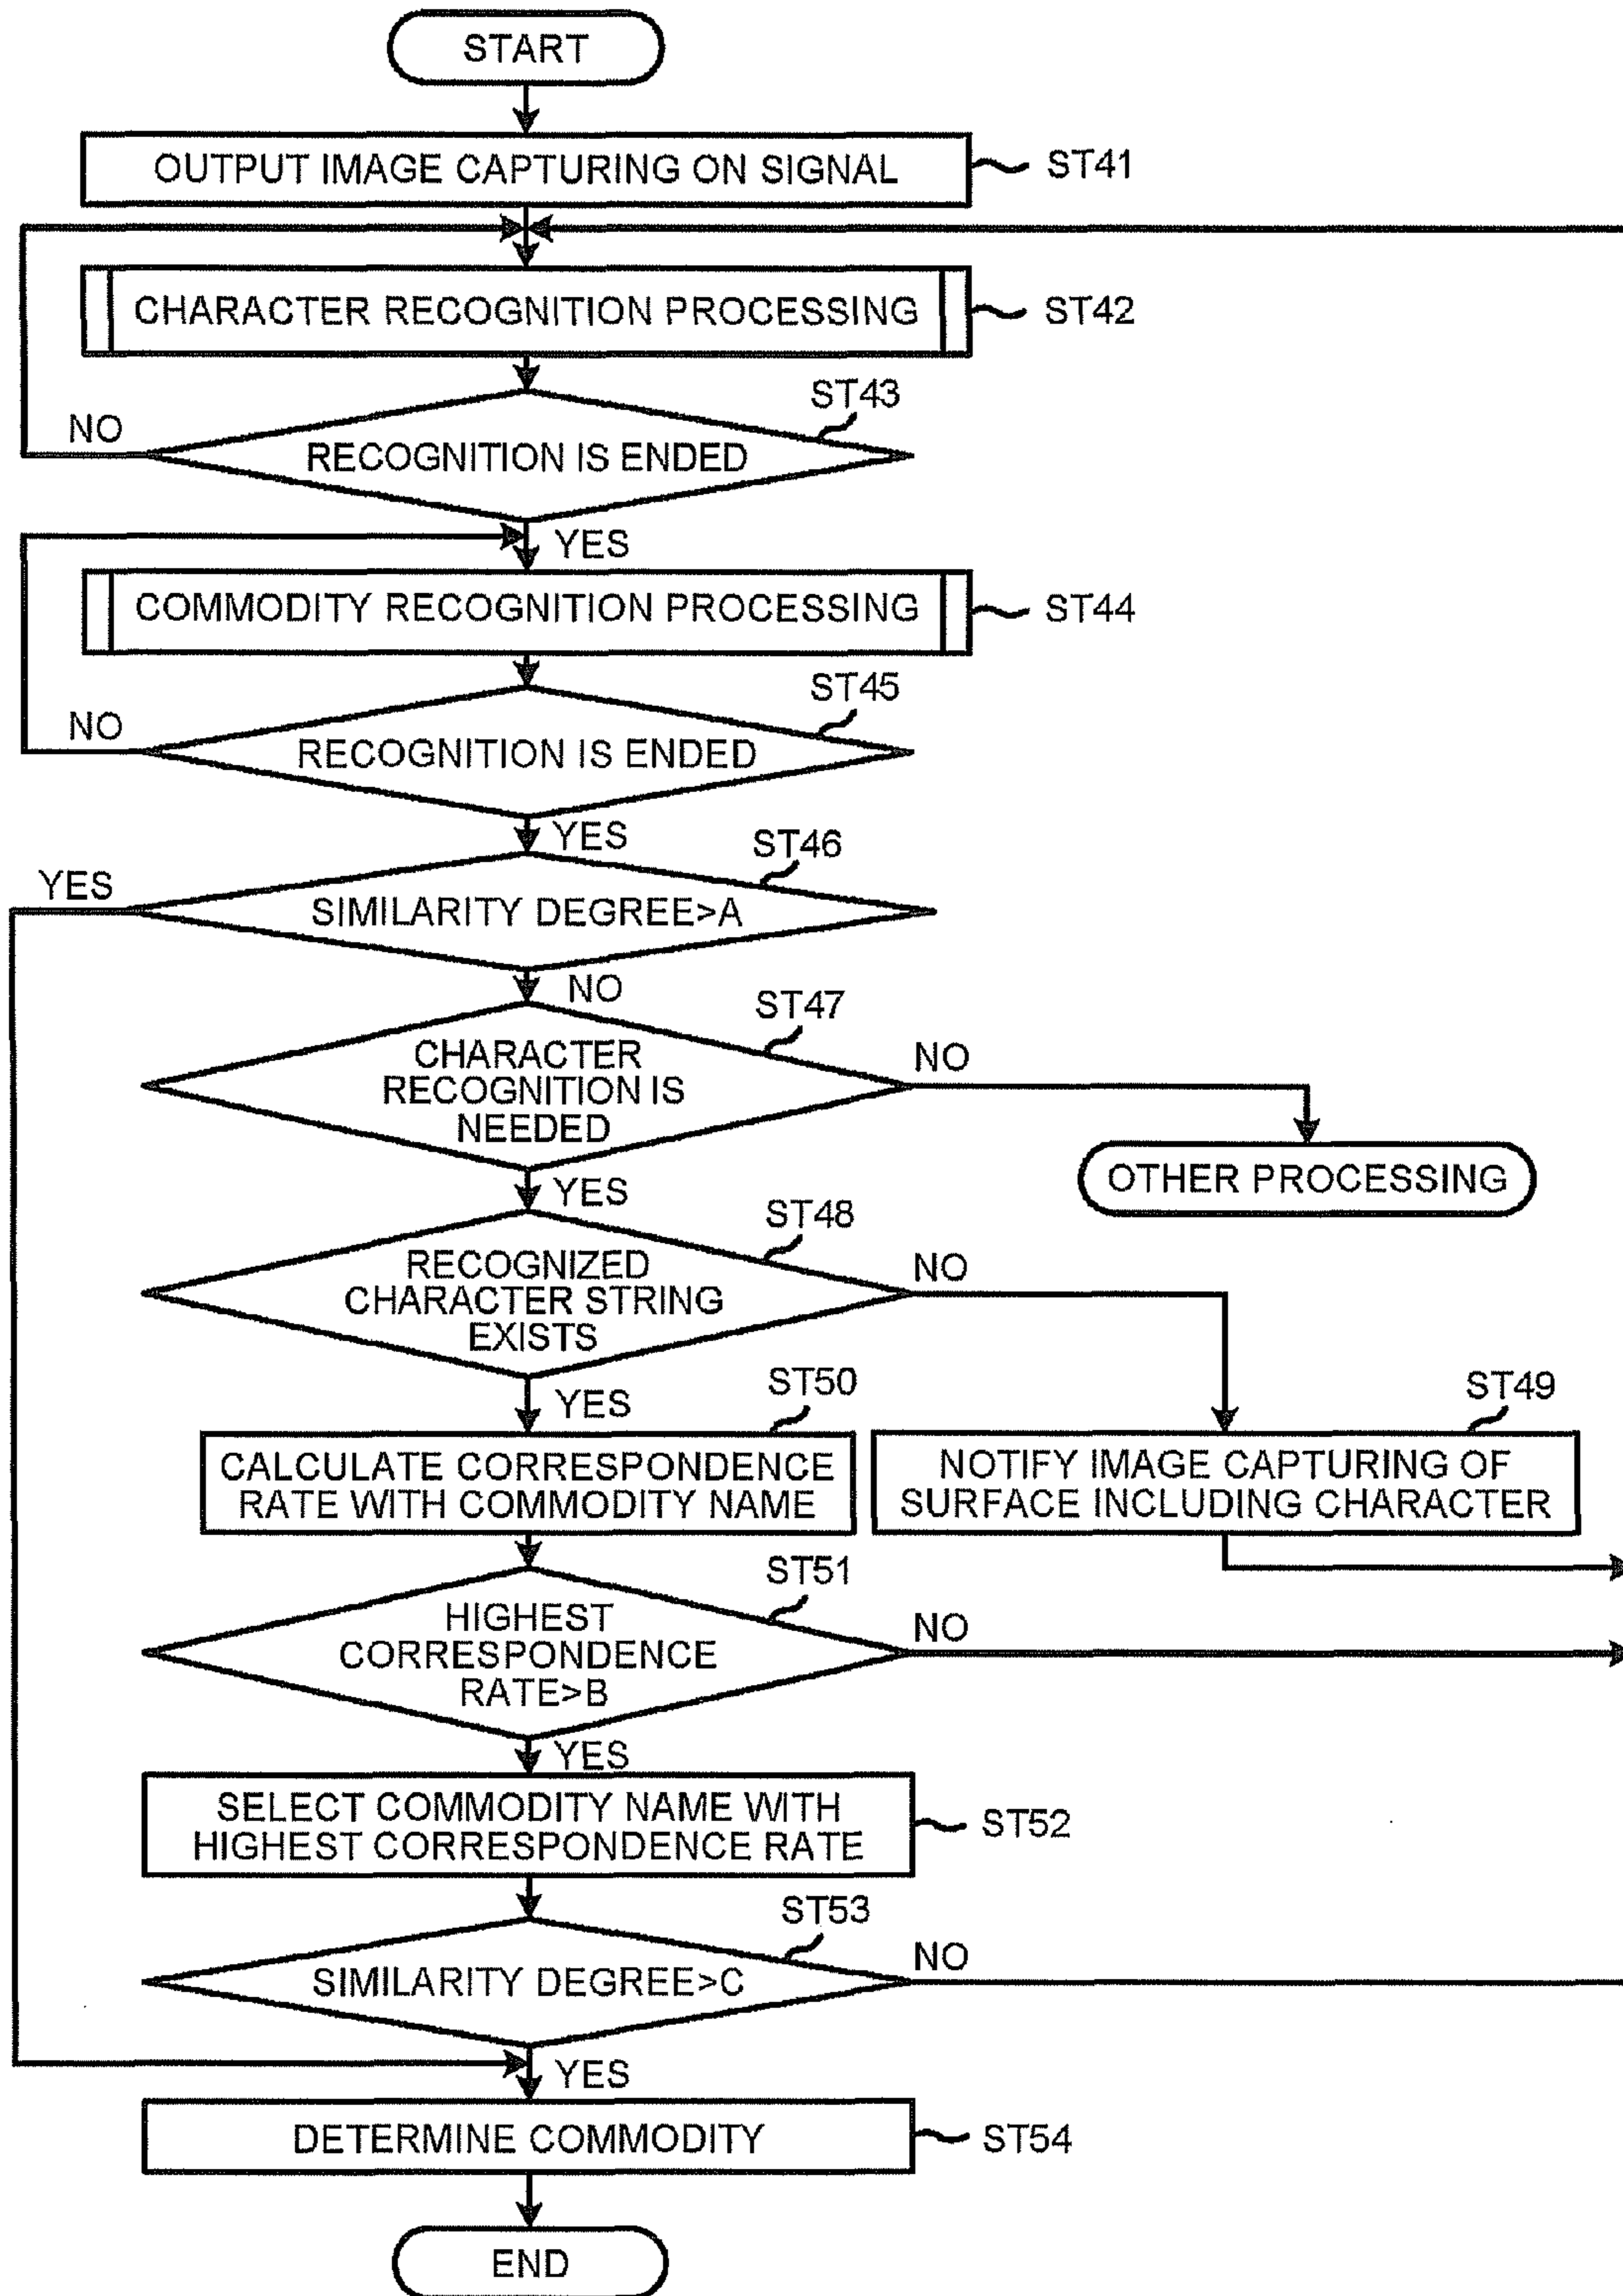 START
OUTPUT IMAGE CAPTURING ON SIGNAL
ST41
CHARACTER RECOGNITION PROCESSING
ST42
ST43
NO
RECOGNITION IS ENDED
YES
COMMODITY RECOGNITION PROCESSING
ST44
ST45
NO
RECOGNITION IS ENDED
YES
ST46
YES
SIMILARITY DEGREE>A
NO
ST47
CHARACTER
RECOGNITION IS
NEEDED
NO
OTHER PROCESSING
YES
ST48
RECOGNIZED
CHARACTER STRING
EXISTS
NO
YES
ST50
CALCULATE CORRESPONDENCE
RATE WITH COMMODITY NAME
ST49
NOTIFY IMAGE CAPTURING OF
SURFACE INCLUDING CHARACTER
ST51
HIGHEST
CORRESPONDENCE
RATE>B
NO
YES
SELECT COMMODITY NAME WITH
HIGHEST CORRESPONDENCE RATE
ST52
ST53
SIMILARITY DEGREE>C
NO
YES
DETERMINE COMMODITY
ST54
END